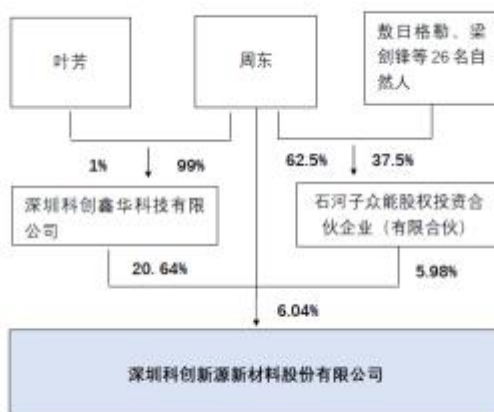 叶芳
周东
敖日格勒、梁
剑锋等26名自
然人
1%
99%
62.5%
37.5%
深圳科创鑫华科技有限
公司
石河子众能股权投资合
伙企业（有限合伙）
20.64%
5.98%
6.04%
深圳科创新源新材料股份有限公司